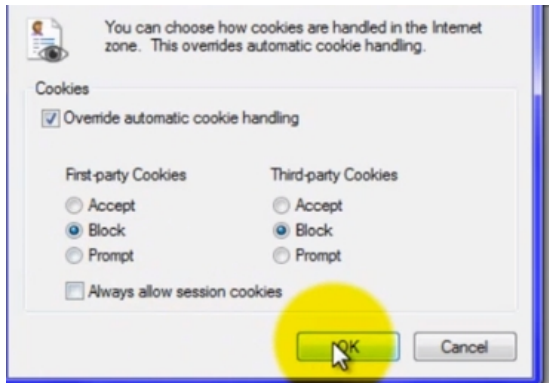 You can choose how cookies are handled in the Internet
zone. This overrides automatic cookie handling.
Cookies
Override automatic cookie handling
First-party Cookies Third-party Cookies
Accept Accept
Block Block
Prompt Prompt
Always allow session cookies
OK Cancel